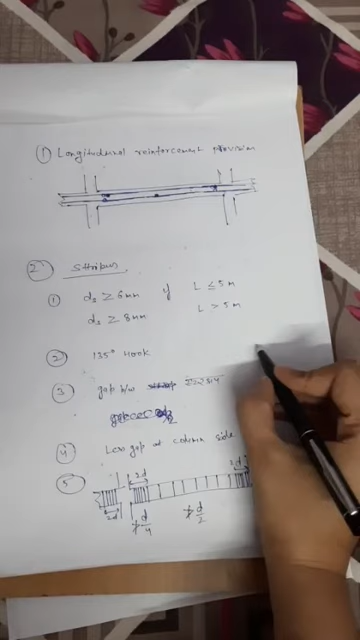 ① Longitudinal reinforcement provision
②
① d₂ ≥ 6mm if L ≤ 5m
d₂ ≥ 8mm L > 5m
② 135° Hook
③ gap b/w
④ Less gap at column side
⑤ 2d 2d 2d
d/4 d/2